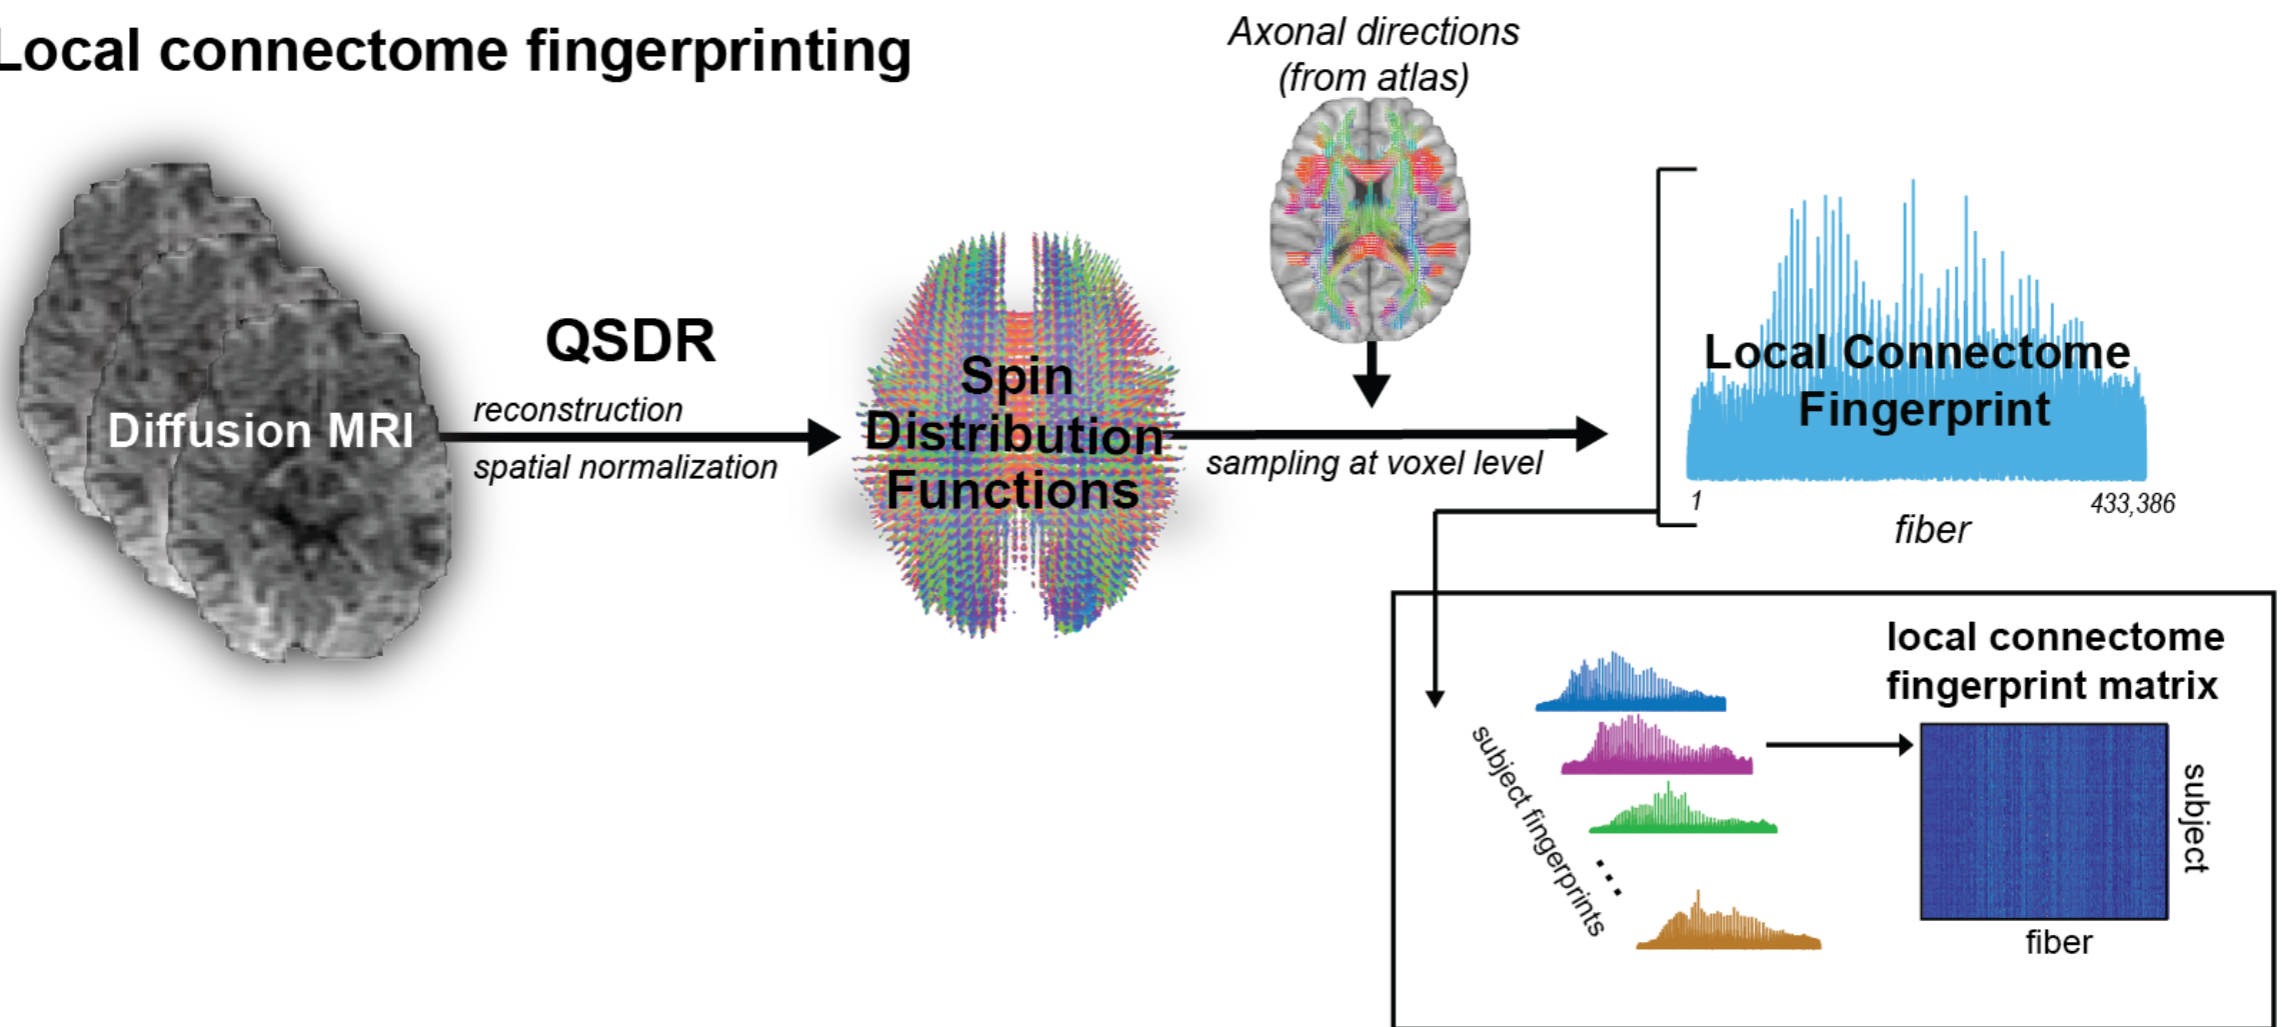 Local connectome fingerprinting
Axonal directions
(from atlas)
Diffusion MRI
QSDR
reconstruction
spatial normalization
Spin
Distribution
Functions
sampling at voxel level
Local Connectome
Fingerprint
1
433,386
fiber
subject fingerprints
...
local connectome
fingerprint matrix
subject
fiber